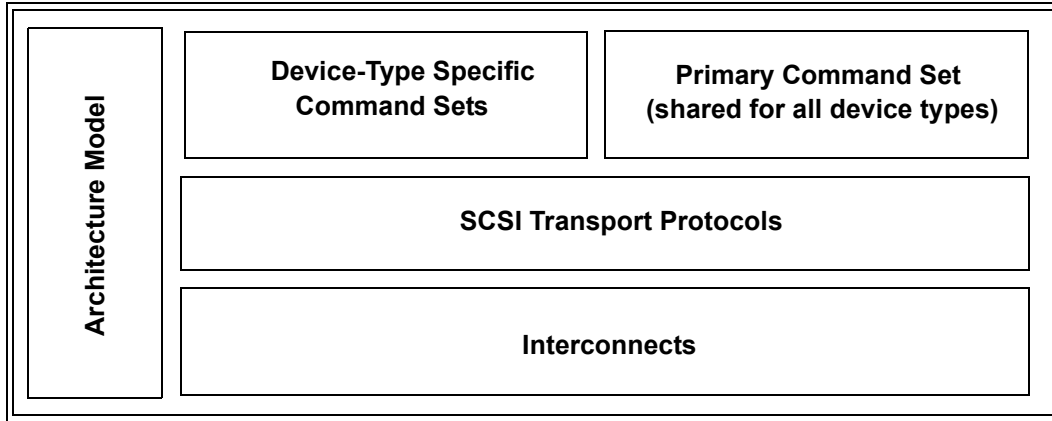 Architecture Model
Device-Type Specific
Command Sets
Primary Command Set
(shared for all device types)
SCSI Transport Protocols
Interconnects